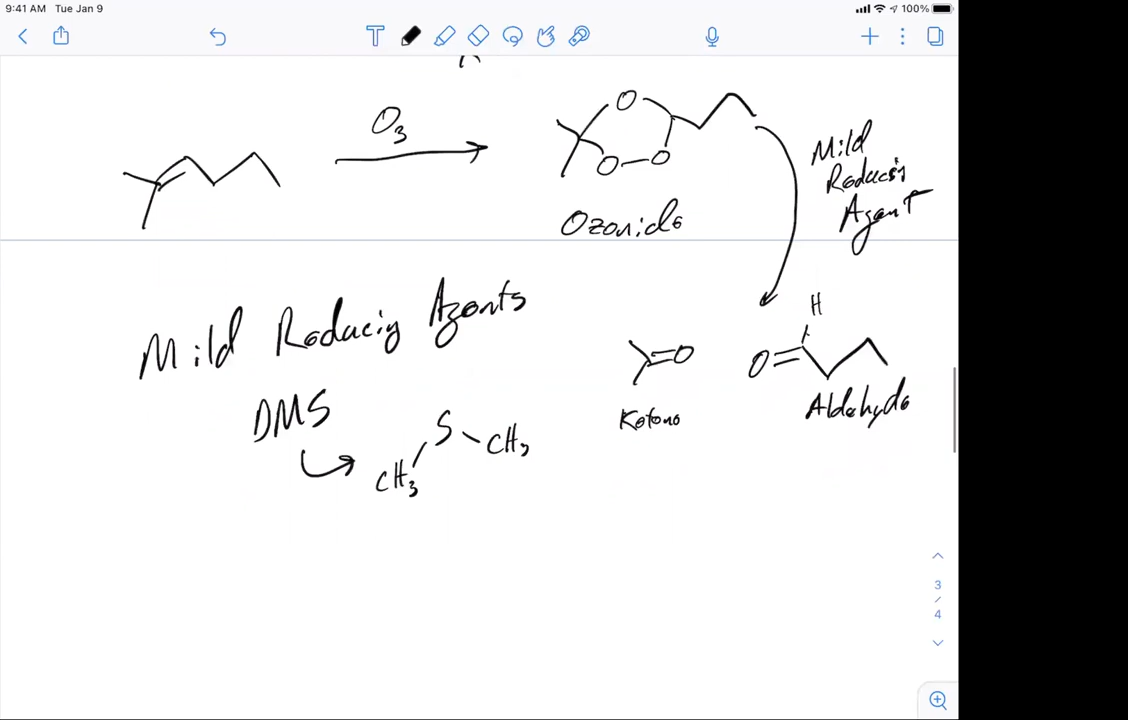 9:41 AM Tue Jan 9
100%
O3
O
O—O
Ozonide
Mild
Reducing
Agent
Mild Reducing Agents
DMS
S
CH3
CH3
H
=O
O=
Ketone
Aldehyde
3
/
4